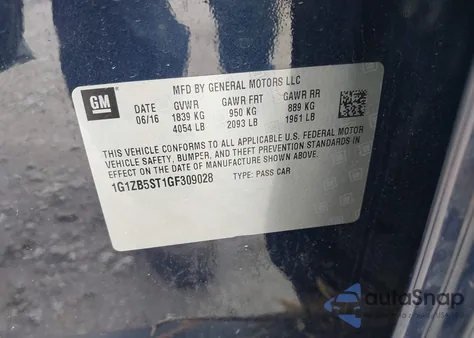 MFD BY GENERAL MOTORS LLC
GM
DATE GVWR GAWR FRT GAWR RR
06/16 1839 KG 950 KG 889 KG
4054 LB 2093 LB 1961 LB
THIS VEHICLE CONFORMS TO ALL APPLICABLE U.S. FEDERAL MOTOR
VEHICLE SAFETY, BUMPER, AND THEFT PREVENTION STANDARDS
IN EFFECT ON THE DATE OF MANUFACTURE SHOWN ABOVE.
1G1ZB5ST1GF309028 TYPE: PASS CAR
autoSnap